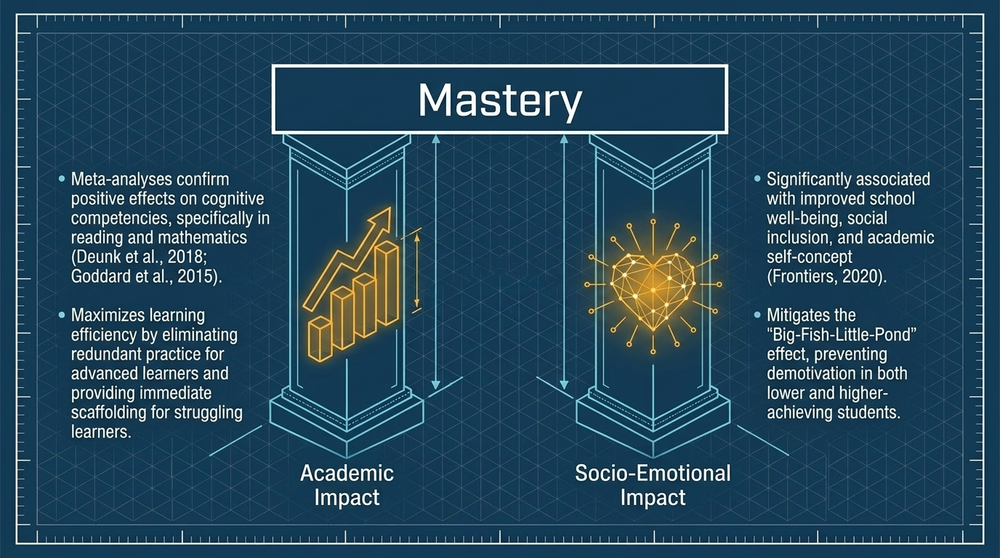 Mastery
• Meta-analyses confirm
positive effects on cognitive
competencies, specifically in
reading and mathematics
(Deunk et al., 2018;
Goddard et al., 2015).
• Maximizes learning
efficiency by eliminating
redundant practice for
advanced learners and
providing immediate
scaffolding for struggling
learners.
Academic
Impact
• Significantly associated
with improved school
well-being, social
inclusion, and academic
self-concept
(Frontiers, 2020).
• Mitigates the
“Big-Fish-Little-Pond”
effect, preventing
demotivation in both
lower and higher-
achieving students.
Socio-Emotional
Impact